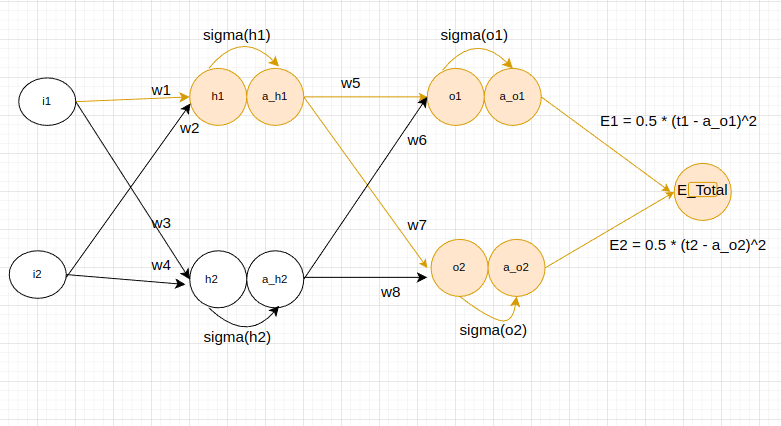 sigma(h1)
sigma(o1)
w1
w5
i1
h1
a_h1
o1
a_o1
w2
E1 = 0.5 * (t1 - a_o1)^2
w6
E_Total
w3
w7
w4
E2 = 0.5 * (t2 - a_o2)^2
i2
h2
a_h2
o2
a_o2
w8
sigma(h2)
sigma(o2)